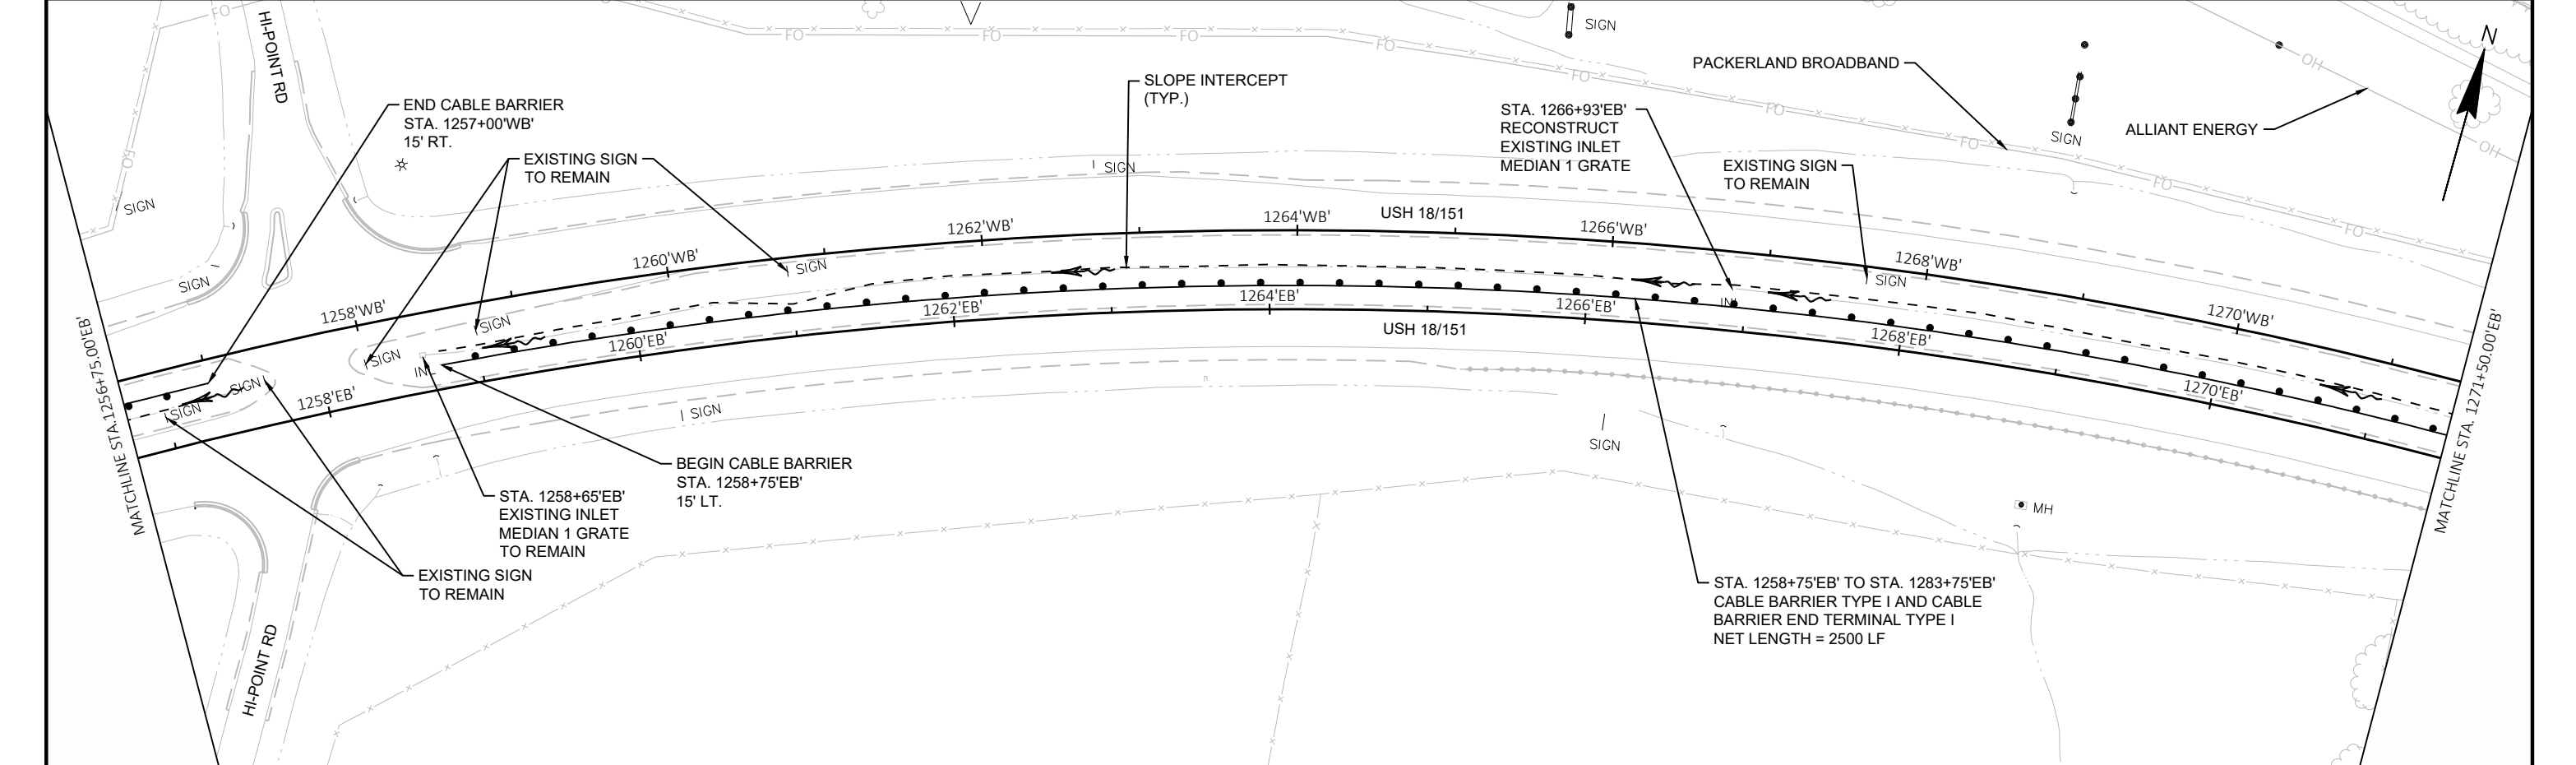 FO
HI-POINT RD
FO
FO
FO
FO
FO
FO
FO
FO
FO
FO
FO
SIGN
PACKERLAND BROADBAND
OH
OH
N
ALLIANT ENERGY
SIGN
SLOPE INTERCEPT
(TYP.)
END CABLE BARRIER
STA. 1257+00'WB'
15' RT.
STA. 1266+93'EB'
RECONSTRUCT
EXISTING INLET
MEDIAN 1 GRATE
EXISTING SIGN
TO REMAIN
EXISTING SIGN
TO REMAIN
SIGN
SIGN
SIGN
SIGN
SIGN
SIGN
SIGN
SIGN
SIGN
1258'WB'
1260'WB'
1262'WB'
1264'WB'
USH 18/151
1266'WB'
1268'WB'
1270'WB'
1258'EB'
1260'EB'
1262'EB'
1264'EB'
USH 18/151
1266'EB'
1268'EB'
1270'EB'
INL
SIGN
SIGN
MATCHLINE STA.1256+75.00'EB'
MATCHLINE STA. 1271+50.00'EB'
BEGIN CABLE BARRIER
STA. 1258+75'EB'
15' LT.
STA. 1258+65'EB'
EXISTING INLET
MEDIAN 1 GRATE
TO REMAIN
EXISTING SIGN
TO REMAIN
MH
STA. 1258+75'EB' TO STA. 1283+75'EB'
CABLE BARRIER TYPE I AND CABLE
BARRIER END TERMINAL TYPE I
NET LENGTH = 2500 LF
HI-POINT RD